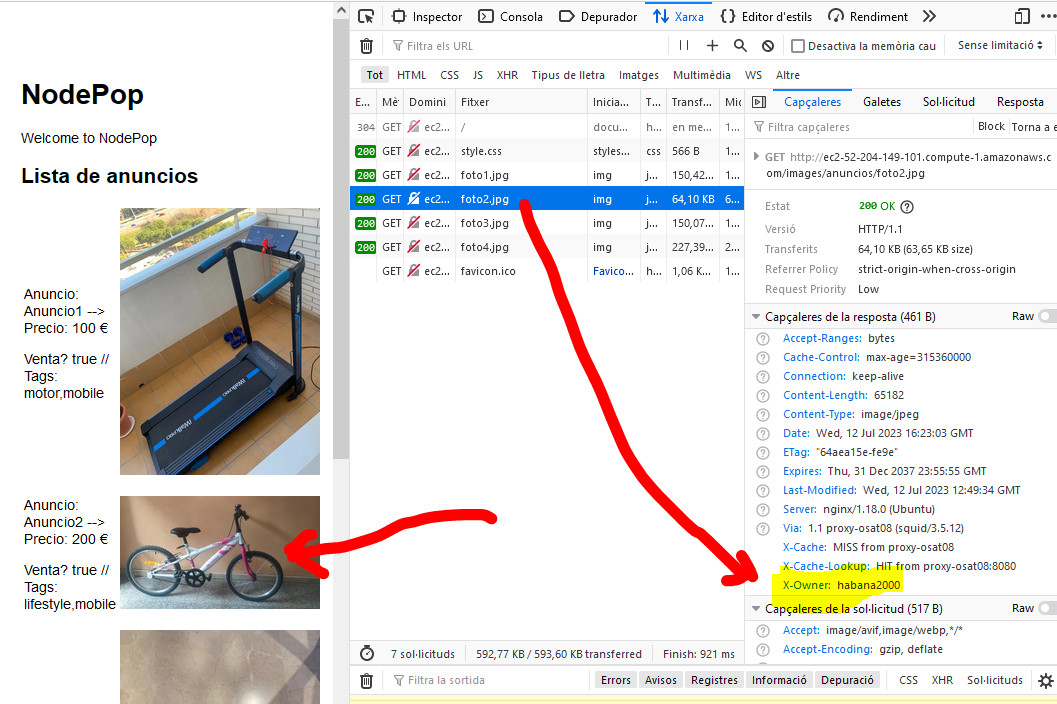 NodePop
Welcome to NodePop
Lista de anuncios
Anuncio:
Anuncio1 -->
Precio: 100 €
Venta? true //
Tags:
motor,mobile
Anuncio:
Anuncio2 -->
Precio: 200 €
Venta? true //
Tags:
lifestyle,mobile
Inspector Consola Depurador Xarxa Editor d'estils Rendiment
Filtra els URL Desactiva la memòria cau Sense limitació
Tot HTML CSS JS XHR Tipus de lletra Imatges Multimèdia WS Altre
E... Mè Domini Fitxer Inicia... T... Transf... Mic
304 GET ec2... / docu... h... en me... 1...
200 GET ec2... style.css styles... css 566 B 1...
200 GET ec2... foto1.jpg img j... 150,42... 1...
200 GET ec2... foto2.jpg img j... 64,10 KB 6...
200 GET ec2... foto3.jpg img j... 150,07... 1...
200 GET ec2... foto4.jpg img j... 227,39... 2...
GET ec2... favicon.ico Favico... h... 1,06 K... 1...
7 sol·licituds 592,77 KB / 593,60 KB transferred Finish: 921 ms
Capçaleres Galetes Sol·licitud Resposta
Filtra capçaleres Block Torna a e
GET http://ec2-52-204-149-101.compute-1.amazonaws.c
om/images/anuncios/foto2.jpg
Estat 200 OK
Versió HTTP/1.1
Transferits 64,10 KB (63,65 KB size)
Referrer Policy strict-origin-when-cross-origin
Request Priority Low
Capçaleres de la resposta (461 B) Raw
Accept-Ranges: bytes
Cache-Control: max-age=315360000
Connection: keep-alive
Content-Length: 65182
Content-Type: image/jpeg
Date: Wed, 12 Jul 2023 16:23:03 GMT
ETag: "64aea15e-fe9e"
Expires: Thu, 31 Dec 2037 23:55:55 GMT
Last-Modified: Wed, 12 Jul 2023 12:49:34 GMT
Server: nginx/1.18.0 (Ubuntu)
Via: 1.1 proxy-osat08 (squid/3.5.12)
X-Cache: MISS from proxy-osat08
X-Cache-Lookup: HIT from proxy-osat08:8080
X-Owner: habana2000
Capçaleres de la sol·licitud (517 B) Raw
Accept: image/avif,image/webp,*/*
Accept-Encoding: gzip, deflate
Filtra la sortida Errors Avisos Registres Informació Depuració CSS XHR Sol·licituds